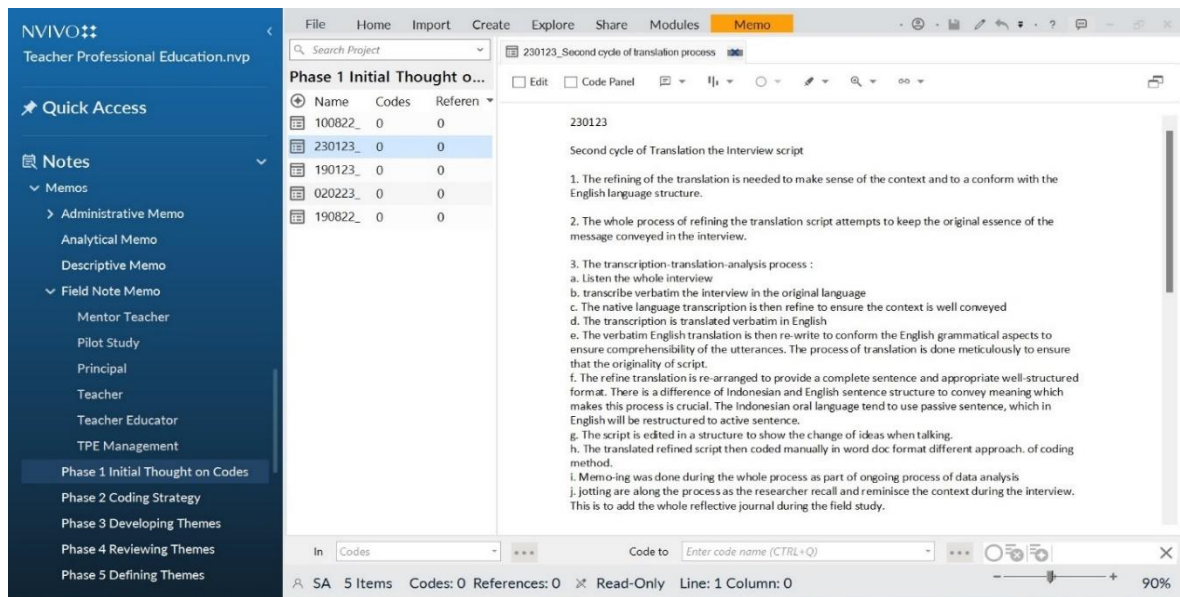 NVIVO
Teacher Professional Education.nvp
Quick Access
Notes
Memos
Administrative Memo
Analytical Memo
Descriptive Memo
Field Note Memo
Mentor Teacher
Pilot Study
Principal
Teacher
Teacher Educator
TPE Management
Phase 1 Initial Thought on Codes
Phase 2 Coding Strategy
Phase 3 Developing Themes
Phase 4 Reviewing Themes
Phase 5 Defining Themes
File Home Import Create Explore Share Modules Memo
Search Project
Phase 1 Initial Thought o...
Name Codes Referen
100822_ 0 0
230123_ 0 0
190123_ 0 0
020223_ 0 0
190822_ 0 0
230123_Second cycle of translation process
Edit Code Panel
230123
Second cycle of Translation the Interview script
1. The refining of the translation is needed to make sense of the context and to a conform with the
English language structure.
2. The whole process of refining the translation script attempts to keep the original essence of the
message conveyed in the interview.
3. The transcription-translation-analysis process :
a. Listen the whole interview
b. transcribe verbatim the interview in the original language
c. The native language transcription is then refine to ensure the context is well conveyed
d. The transcription is translated verbatim in English
e. The verbatim English translation is then re-write to conform the English grammatical aspects to
ensure comprehensibility of the utterances. The process of translation is done meticulously to ensure
that the originality of script.
f. The refine translation is re-arranged to provide a complete sentence and appropriate well-structured
format. There is a difference of Indonesian and English sentence structure to convey meaning which
makes this process is crucial. The Indonesian oral language tend to use passive sentence, which in
English will be restructured to active sentence.
g. The script is edited in a structure to show the change of ideas when talking.
h. The translated refined script then coded manually in word doc format different approach. of coding
method.
i. Memo-ing was done during the whole process as part of ongoing process of data analysis
j. jotting are along the process as the researcher recall and reminisce the context during the interview.
This is to add the whole reflective journal during the field study.
In Codes Code to Enter code name (CTRL+Q)
SA 5 Items Codes: 0 References: 0 Read-Only Line: 1 Column: 0 90%